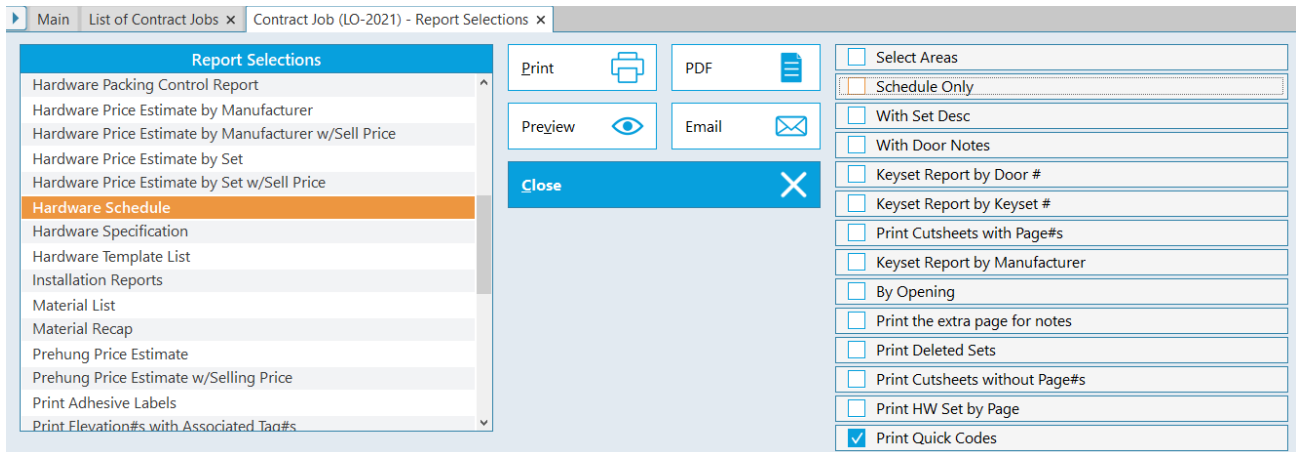 Main List of Contract Jobs x Contract Job (LO-2021) - Report Selections x
Report Selections
Hardware Packing Control Report
Hardware Price Estimate by Manufacturer
Hardware Price Estimate by Manufacturer w/Sell Price
Hardware Price Estimate by Set
Hardware Price Estimate by Set w/Sell Price
Hardware Schedule
Hardware Specification
Hardware Template List
Installation Reports
Material List
Material Recap
Prehung Price Estimate
Prehung Price Estimate w/Selling Price
Print Adhesive Labels
Print Elevation#s with Associated Tag#s
Print
PDF
Preview
Email
Close
Select Areas
Schedule Only
With Set Desc
With Door Notes
Keyset Report by Door #
Keyset Report by Keyset #
Print Cutsheets with Page#s
Keyset Report by Manufacturer
By Opening
Print the extra page for notes
Print Deleted Sets
Print Cutsheets without Page#s
Print HW Set by Page
Print Quick Codes